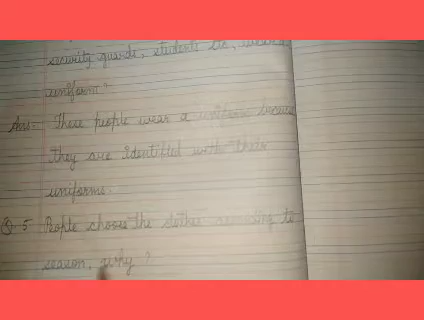 security guards, students etc, wear
uniform?
Ans- These people wear a uniform because
they are identified with their
uniforms.
Q.5 People choose the clothes according to
season, why?